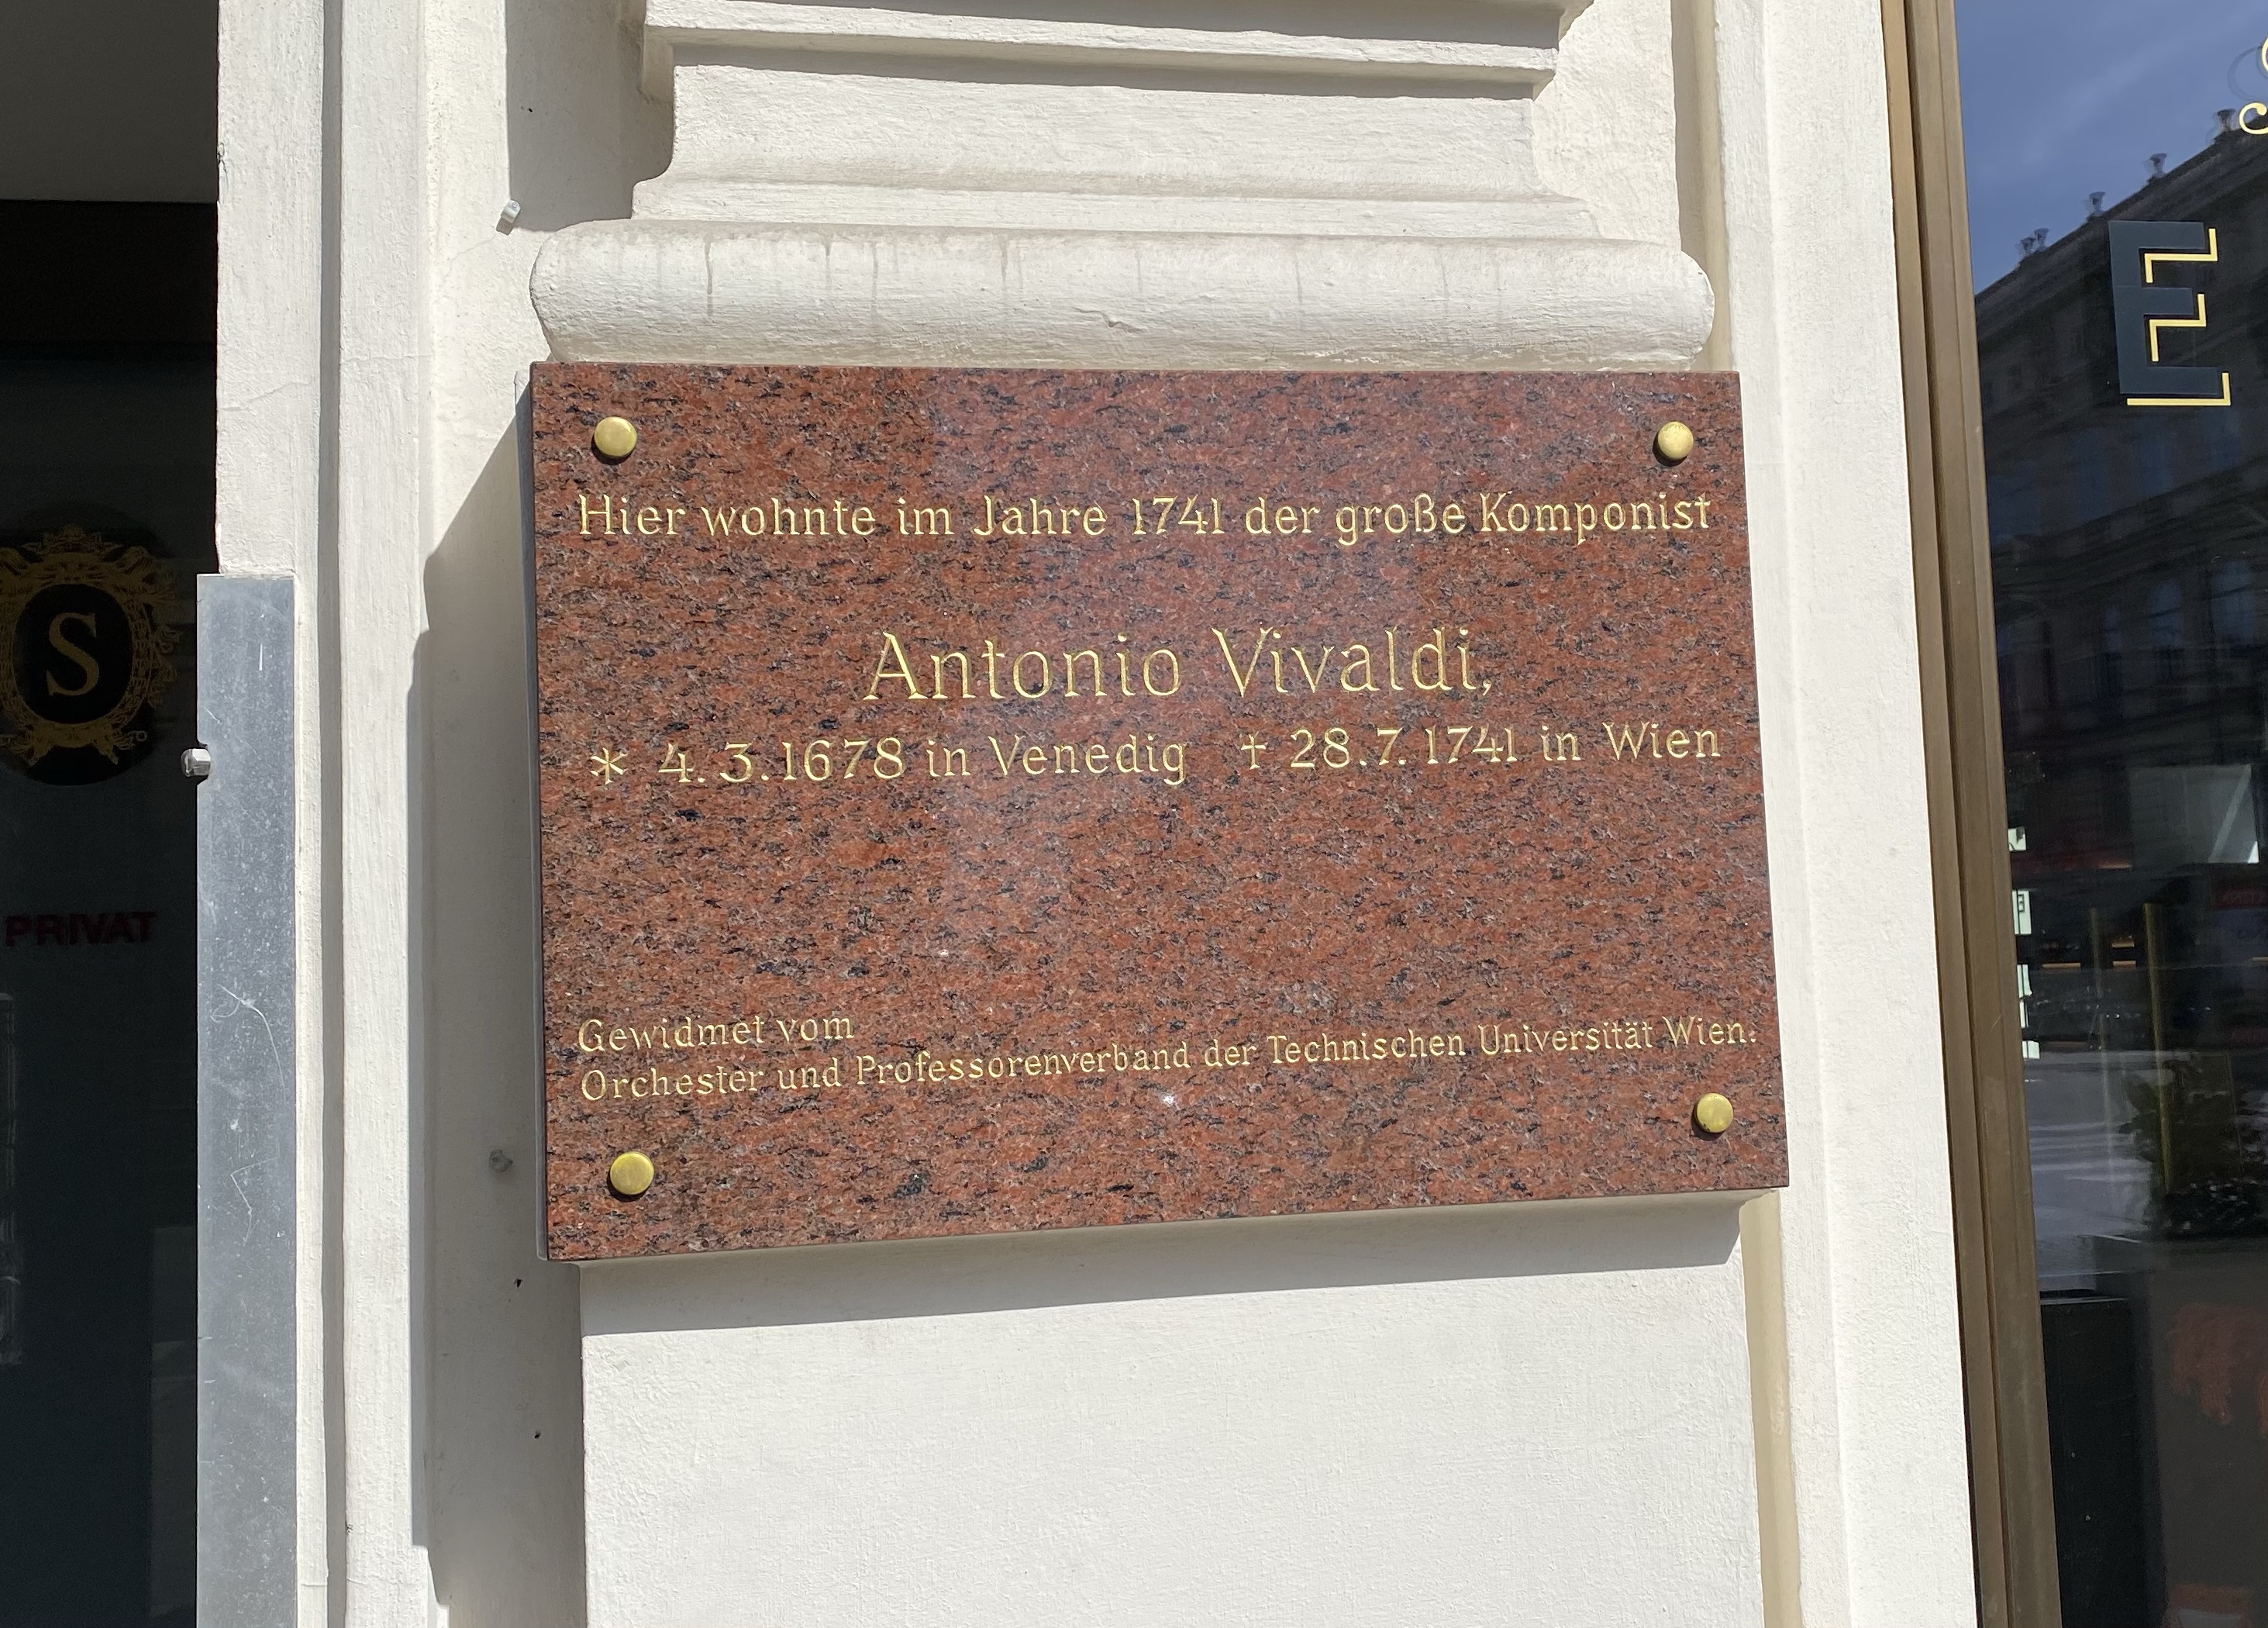 Hier wohnte im Jahre 1741 der große Komponist
Antonio Vivaldi,
* 4.3.1678 in Venedig † 28.7.1741 in Wien
Gewidmet vom
Orchester und Professorenverband der Technischen Universität Wien.
S
PRIVAT
E